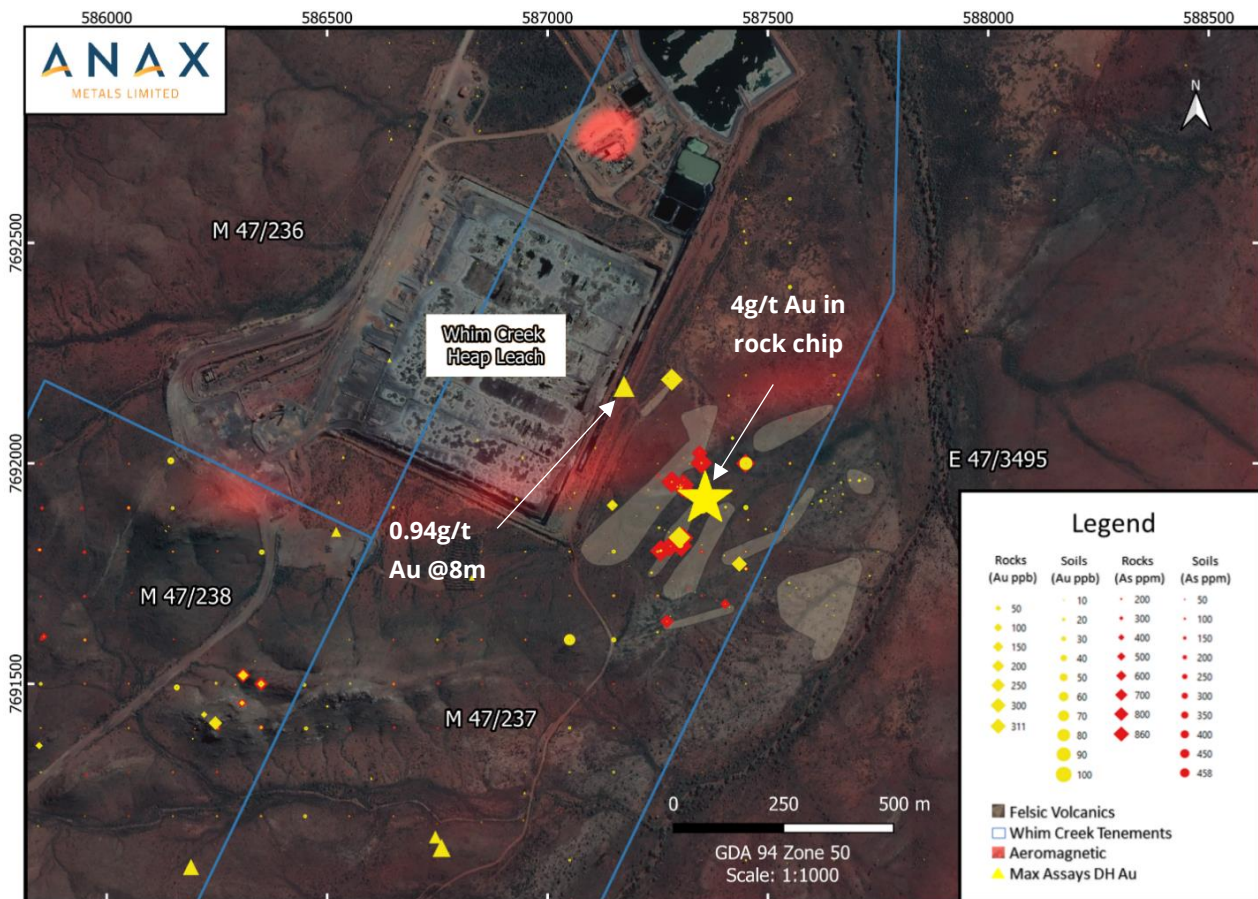 586000
586500
587000
587500
588000
588500
ANAX
METALS LIMITED
N
7692500
7692000
7691500
M 47/236
Whim Creek
Heap Leach
4g/t Au in
rock chip
E 47/3495
0.94g/t
Au @8m
M 47/238
M 47/237
0 250 500 m
GDA 94 Zone 50
Scale: 1:1000
Legend
Rocks
(Au ppb)
50
100
150
200
250
300
311
Soils
(Au ppb)
10
20
30
40
50
60
70
80
90
100
Rocks
(As ppm)
200
300
400
500
600
700
800
860
Soils
(As ppm)
50
100
150
200
250
300
350
400
450
458
Felsic Volcanics
Whim Creek Tenements
Aeromagnetic
Max Assays DH Au